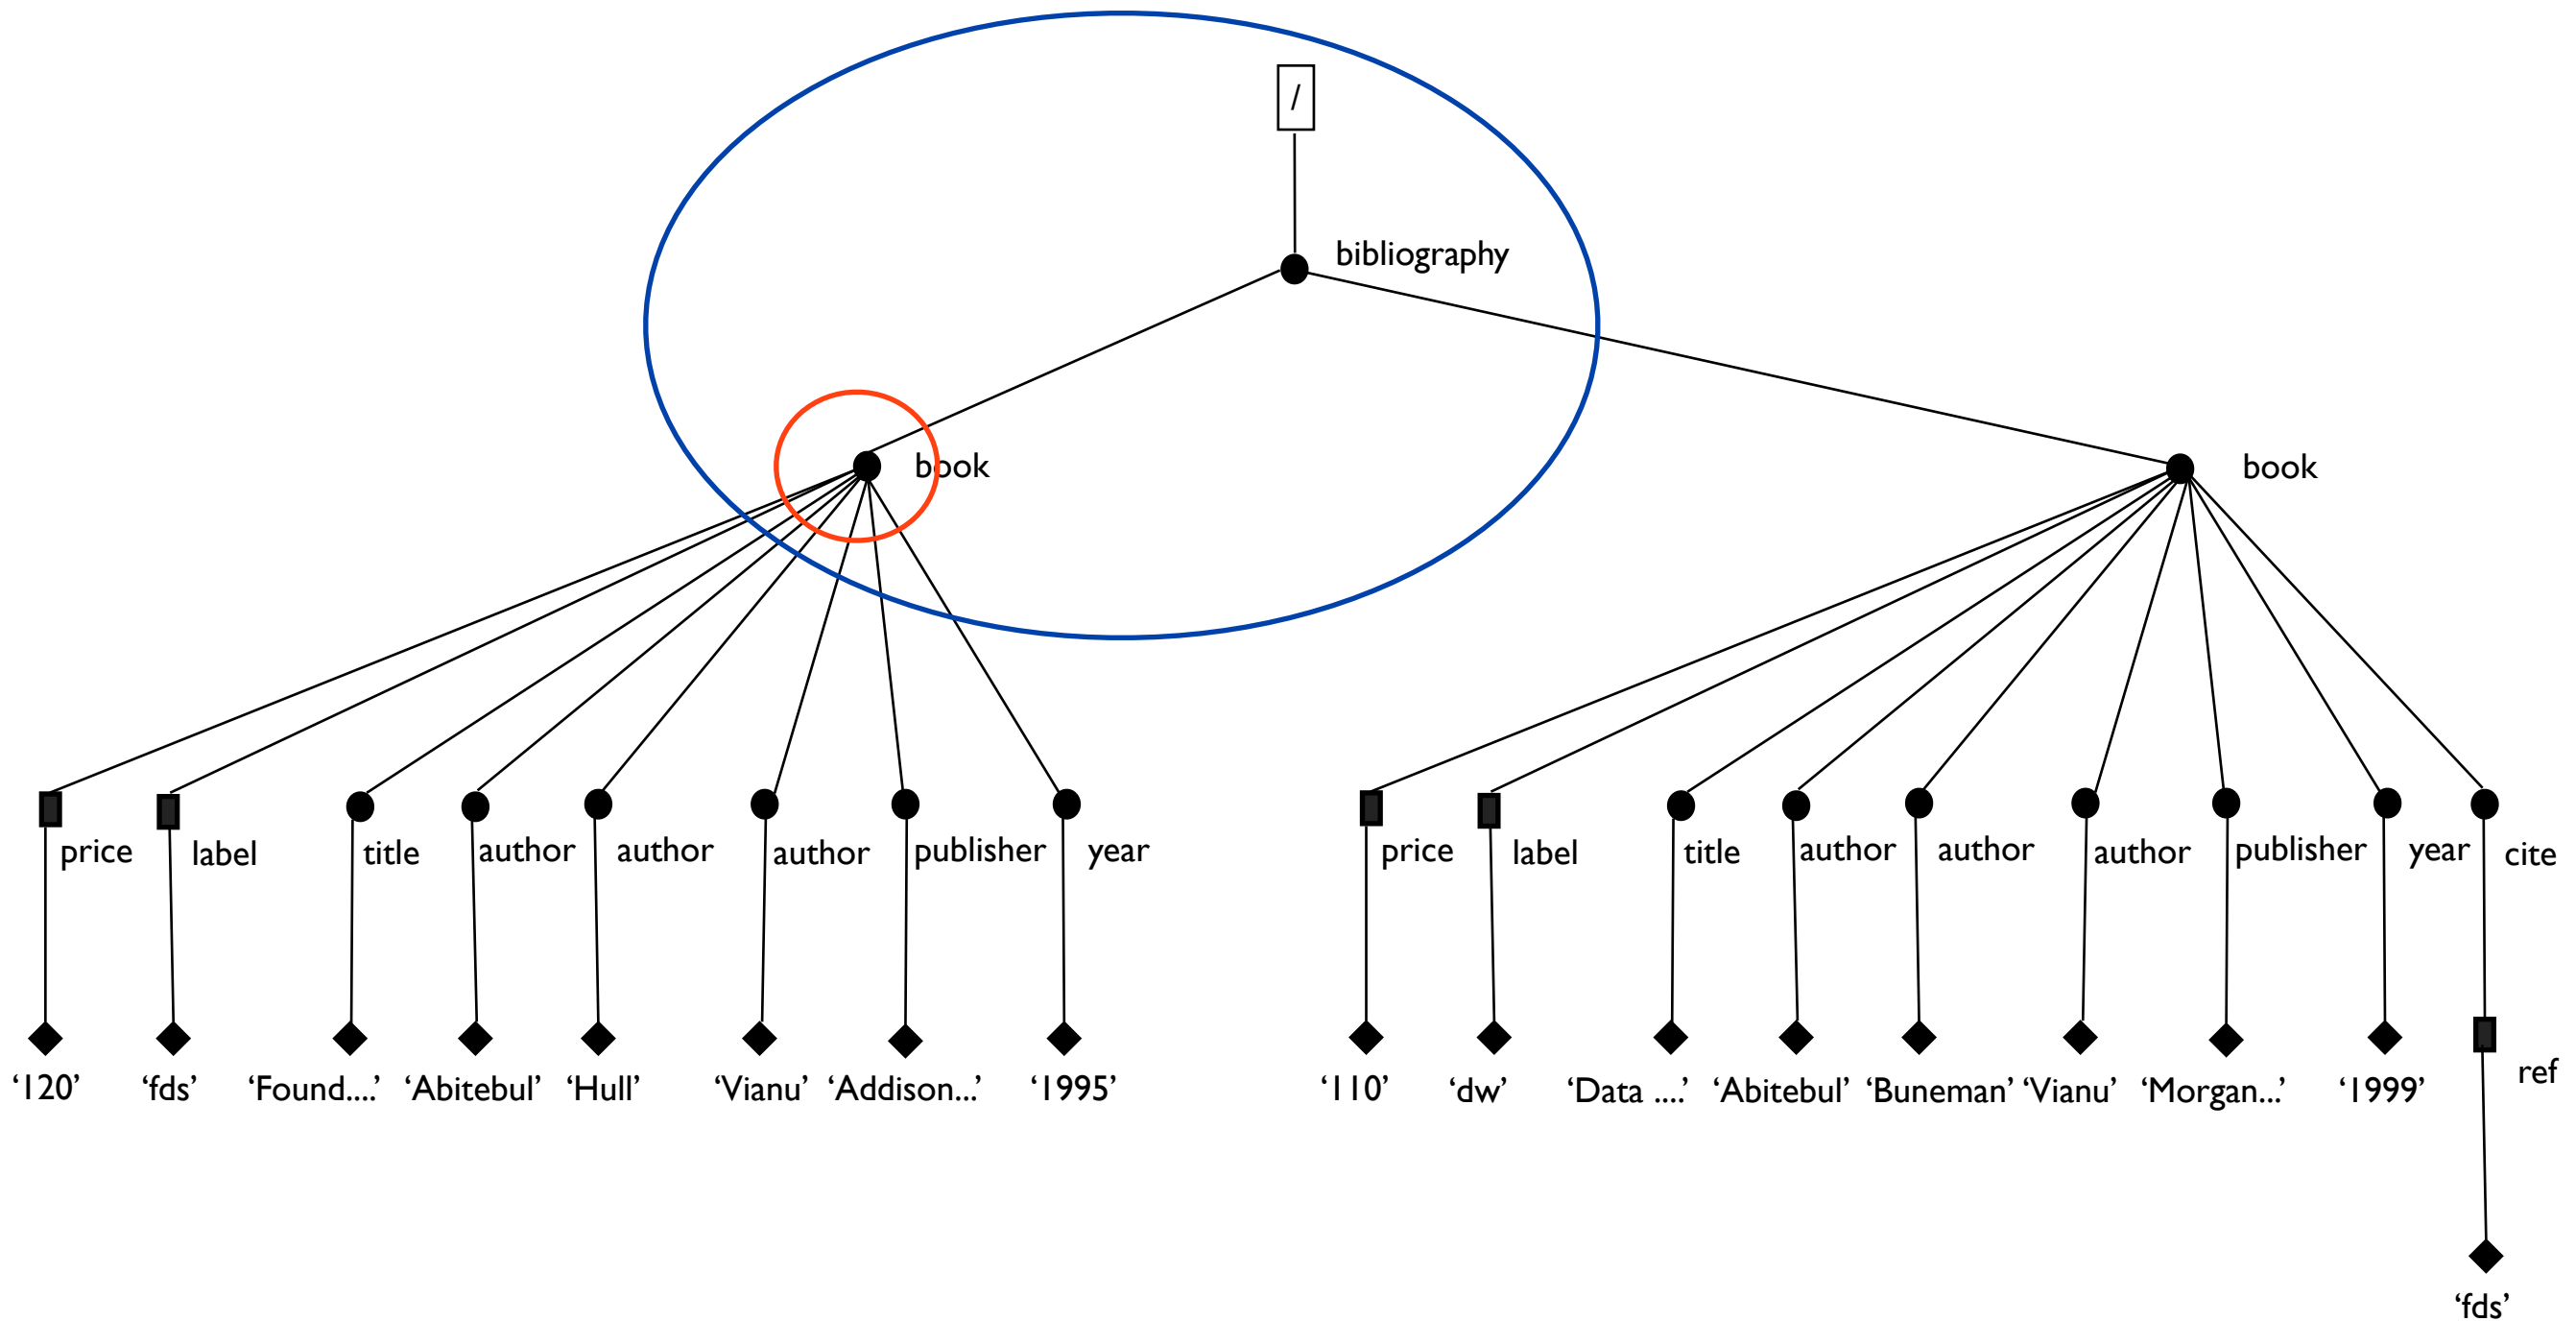 /
bibliography
book
book
price
label
title
author
author
author
publisher
year
price
label
title
author
author
author
publisher
year
cite
‘120’
‘fds’
‘Found....’
‘Abitebul’
‘Hull’
‘Vianu’
‘Addison...’
‘1995’
‘110’
‘dw’
‘Data ....’
‘Abitebul’
‘Buneman’
‘Vianu’
‘Morgan...’
‘1999’
ref
‘fds’